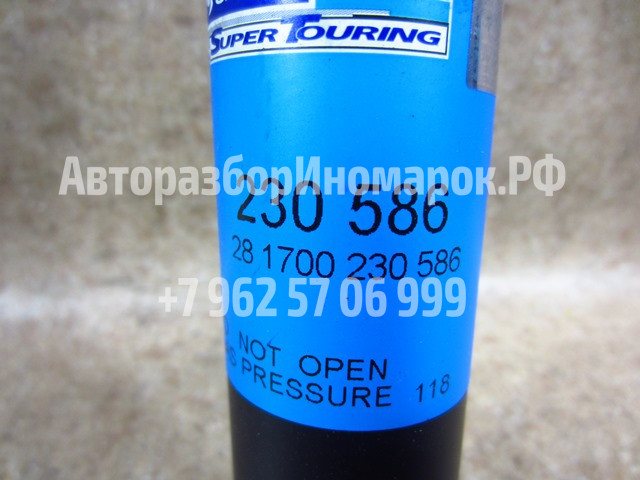 SUPER TOURING
АвторазборИномарок.РФ
230 586
28 1700 230 586
+7 962 57 06 999
NOT OPEN
PRESSURE 118